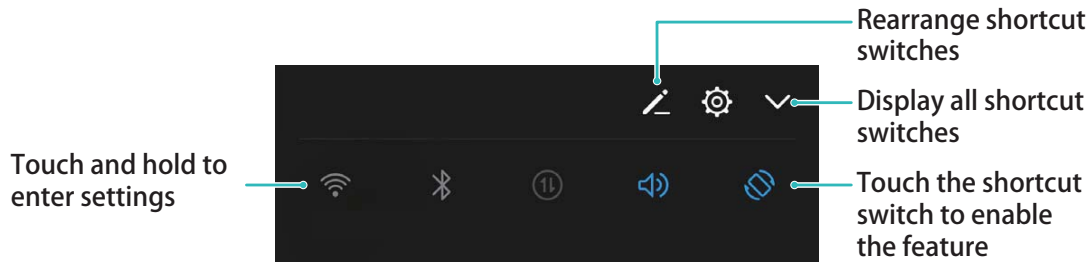 Rearrange shortcut
switches
Display all shortcut
switches
Touch and hold to
enter settings
Touch the shortcut
switch to enable
the feature